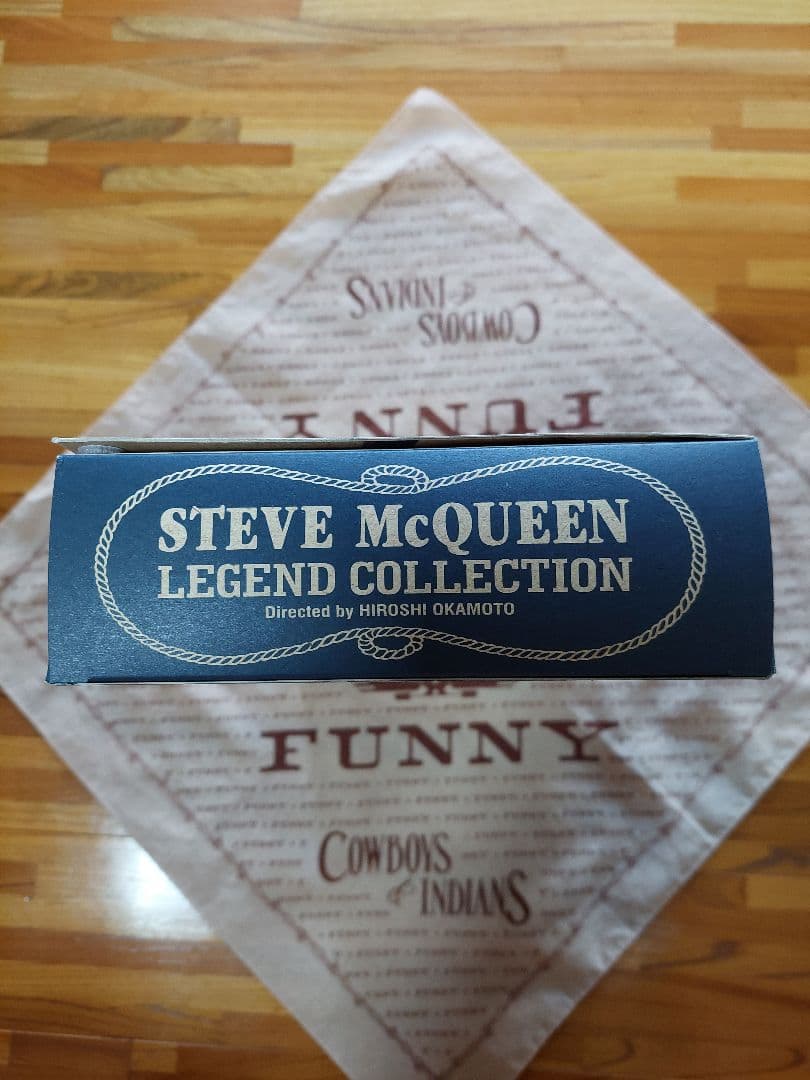 COWBOYS
& INDIANS
FUNNY
STEVE McQUEEN
LEGEND COLLECTION
Directed by HIROSHI OKAMOTO
FUNNY
COWBOYS
& INDIANS